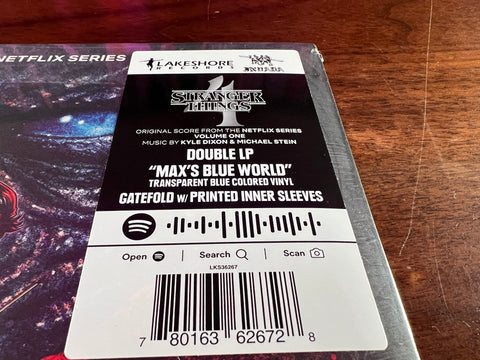 NETFLIX SERIES
LAKESHORE
RECORDS
INVADA
4
STRANGER
THINGS
ORIGINAL SCORE FROM THE NETFLIX SERIES
VOLUME ONE
MUSIC BY KYLE DIXON & MICHAEL STEIN
DOUBLE LP
“MAX’S BLUE WORLD”
TRANSPARENT BLUE COLORED VINYL
GATEFOLD w/ PRINTED INNER SLEEVES
Open | Search | Scan
LKS36267
7 80163 62672 8